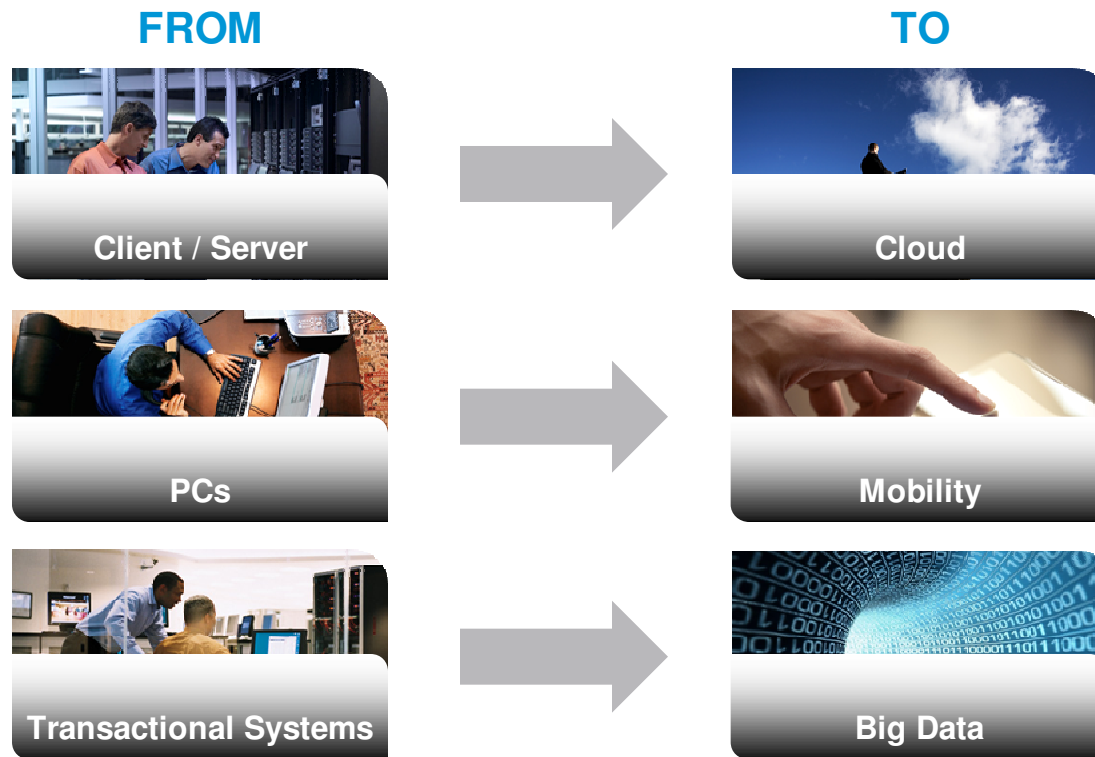 FROM
TO
Client / Server
Cloud
PCs
Mobility
Transactional Systems
Big Data